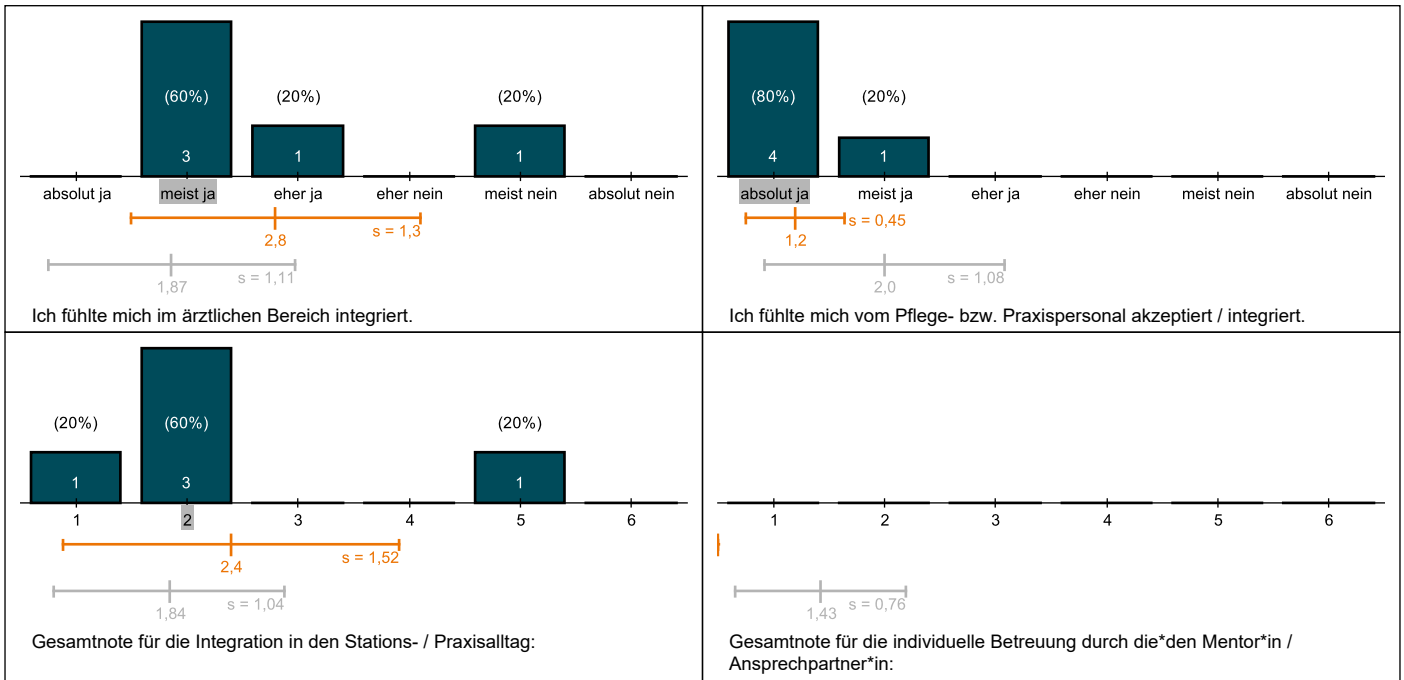 (60%) (20%) (20%)
3 1 1
absolut ja meist ja eher ja eher nein meist nein absolut nein
s = 1,3
2,8
s = 1,11
1,87
Ich fühlte mich im ärztlichen Bereich integriert.
(80%) (20%)
4 1
absolut ja meist ja eher ja eher nein meist nein absolut nein
s = 0,45
1,2
s = 1,08
2,0
Ich fühlte mich vom Pflege- bzw. Praxispersonal akzeptiert / integriert.
(20%) (60%) (20%)
1 3 1
1 2 3 4 5 6
s = 1,52
2,4
s = 1,04
1,84
Gesamtnote für die Integration in den Stations- / Praxisalltag:
1 2 3 4 5 6
s = 0,76
1,43
Gesamtnote für die individuelle Betreuung durch die*den Mentor*in /
Ansprechpartner*in: